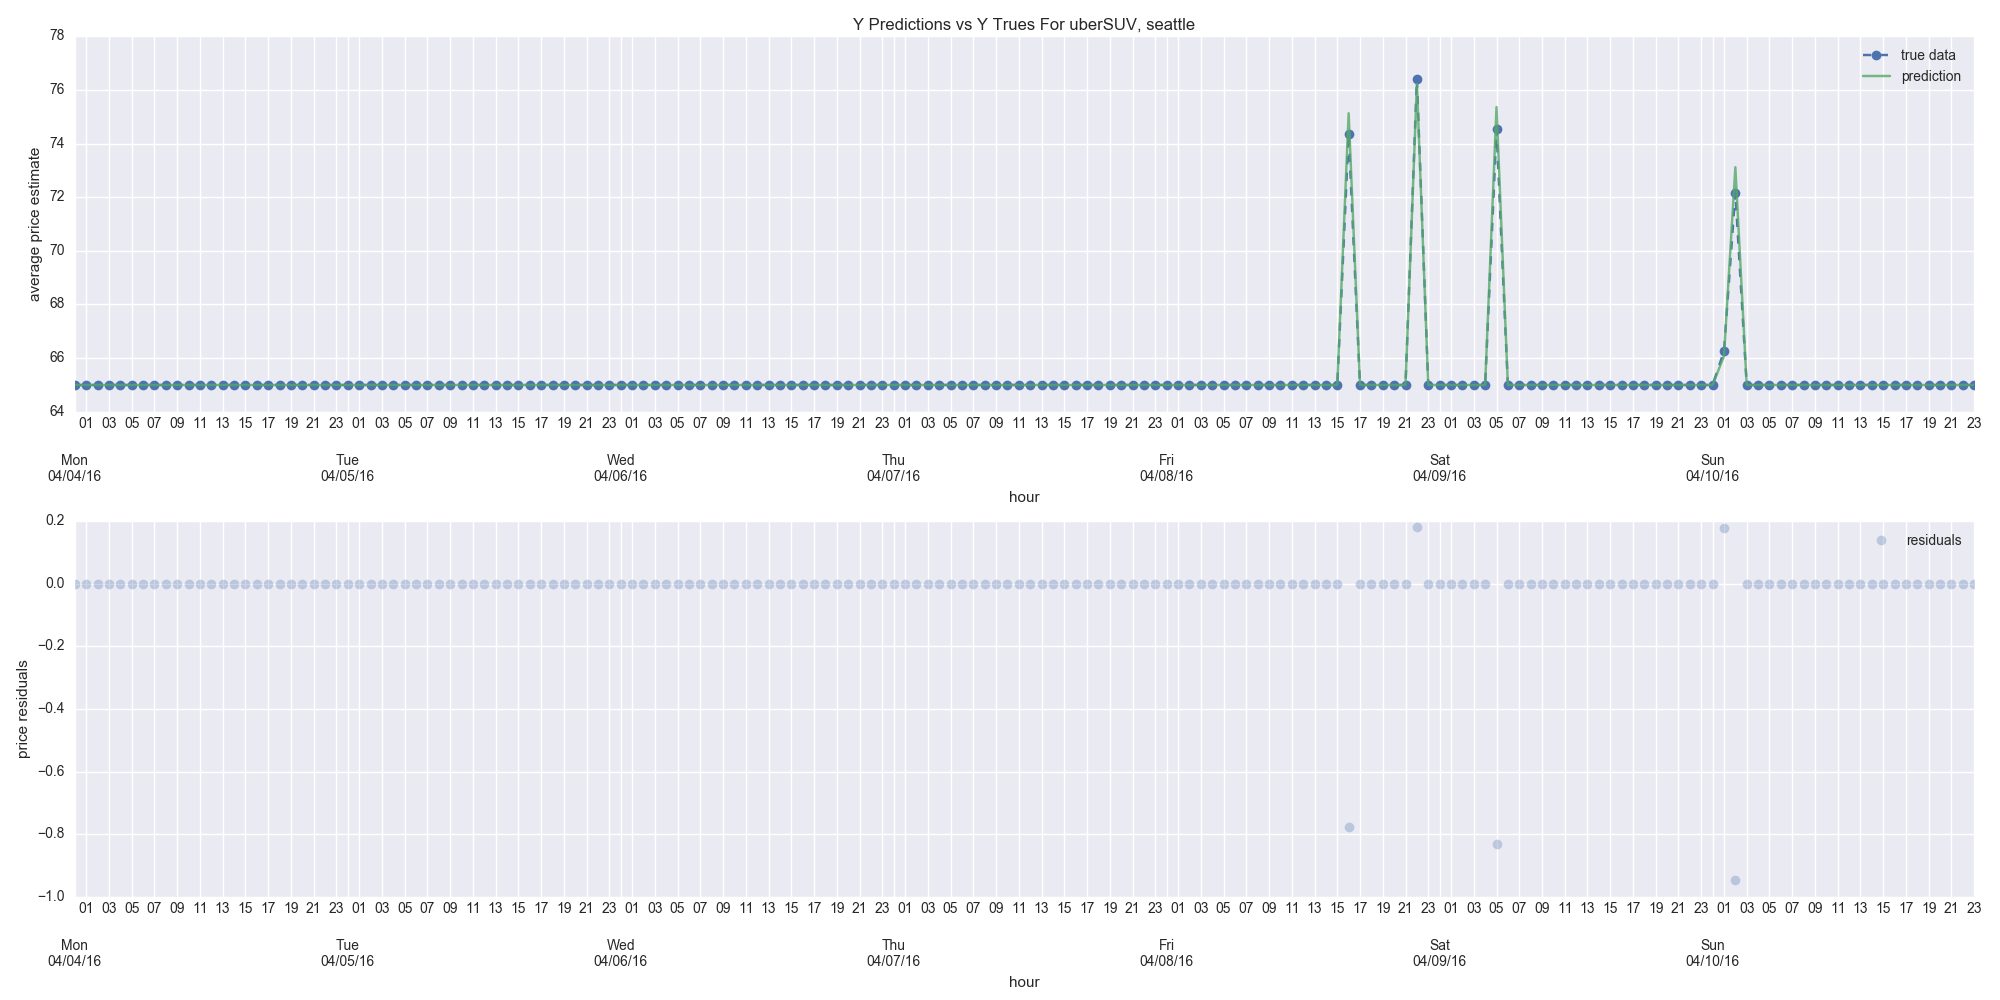 Y Predictions vs Y Trues For uberSUV, seattle
78
76
74
72
70
68
66
64
average price estimate
true data
prediction
01 03 05 07 09 11 13 15 17 19 21 23 01 03 05 07 09 11 13 15 17 19 21 23 01 03 05 07 09 11 13 15 17 19 21 23 01 03 05 07 09 11 13 15 17 19 21 23 01 03 05 07 09 11 13 15 17 19 21 23 01 03 05 07 09 11 13 15 17 19 21 23 01 03 05 07 09 11 13 15 17 19 21 23
Mon Tue Wed Thu Fri Sat Sun
04/04/16 04/05/16 04/06/16 04/07/16 04/08/16 04/09/16 04/10/16
hour
0.2
0.0
−0.2
−0.4
−0.6
−0.8
−1.0
price residuals
residuals
01 03 05 07 09 11 13 15 17 19 21 23 01 03 05 07 09 11 13 15 17 19 21 23 01 03 05 07 09 11 13 15 17 19 21 23 01 03 05 07 09 11 13 15 17 19 21 23 01 03 05 07 09 11 13 15 17 19 21 23 01 03 05 07 09 11 13 15 17 19 21 23 01 03 05 07 09 11 13 15 17 19 21 23
Mon Tue Wed Thu Fri Sat Sun
04/04/16 04/05/16 04/06/16 04/07/16 04/08/16 04/09/16 04/10/16
hour